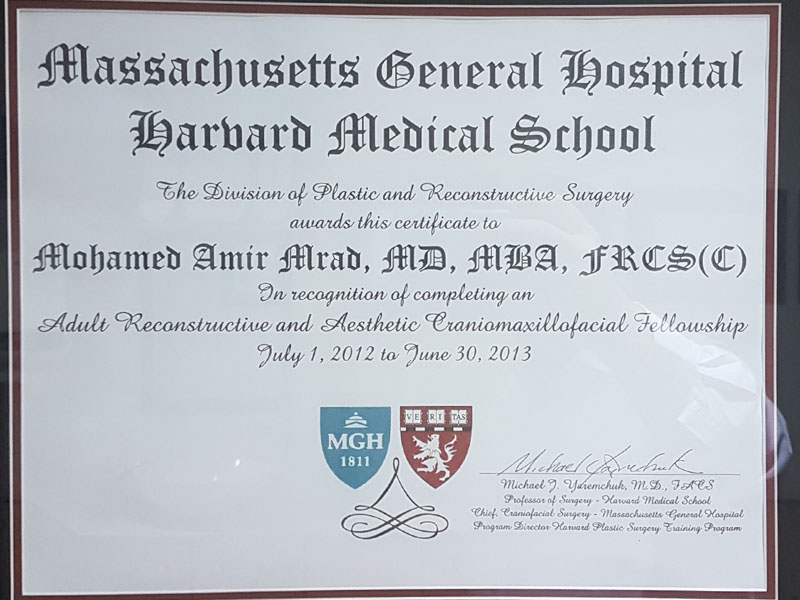 Massachusetts General Hospital
Harvard Medical School
The Division of Plastic and Reconstructive Surgery
awards this certificate to
Mohamed Amir Mrad, MD, MBA, FRCS(C)
In recognition of completing an
Adult Reconstructive and Aesthetic Craniomaxillofacial Fellowship
July 1, 2012 to June 30, 2013
MGH
1811
VE RI TAS
Michael Yaremchuk
Michael J. Yaremchuk, M.D., FACS
Professor of Surgery - Harvard Medical School
Chief, Craniofacial Surgery - Massachusetts General Hospital
Program Director Harvard Plastic Surgery Training Program